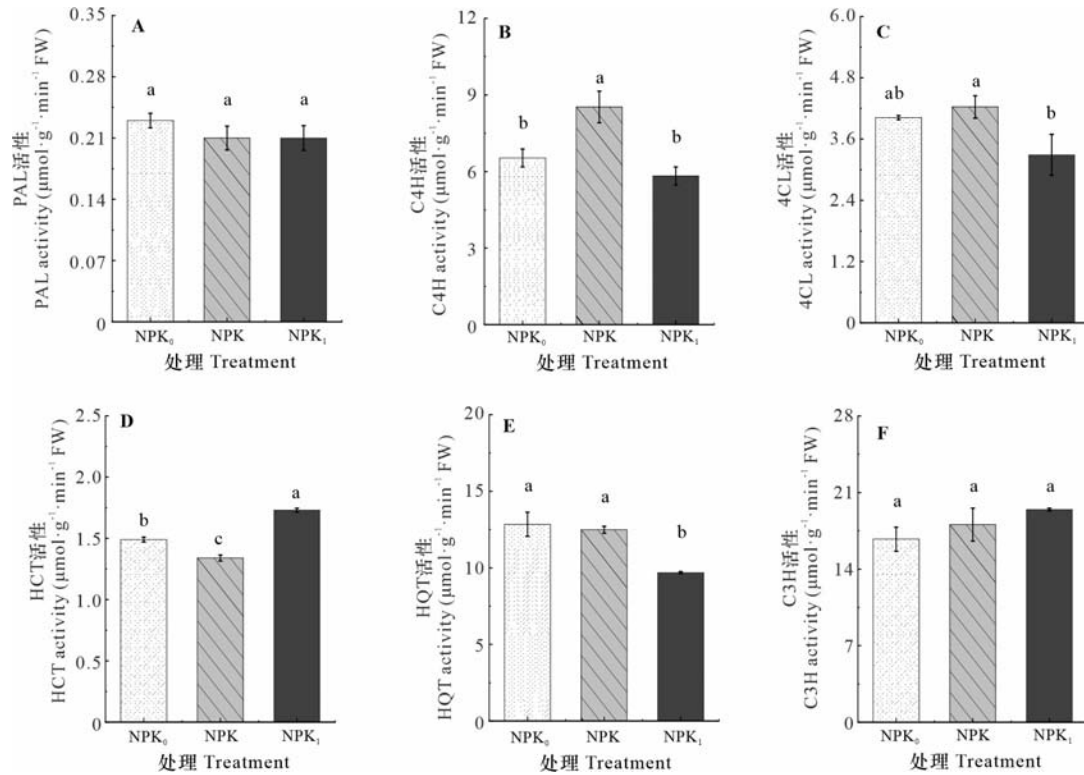 A
PAL活性
PAL activity (μmol·g⁻¹·min⁻¹ FW)
0.35
0.28
0.21
0.14
0.07
0
a
a
a
NPK₀
NPK
NPK₁
处理 Treatment
B
C4H活性
C4H activity (μmol·g⁻¹·min⁻¹ FW)
12
9
6
3
0
b
a
b
NPK₀
NPK
NPK₁
处理 Treatment
C
4CL活性
4CL activity (μmol·g⁻¹·min⁻¹ FW)
6.0
4.8
3.6
2.4
1.2
0
ab
a
b
NPK₀
NPK
NPK₁
处理 Treatment
D
HCT活性
HCT activity (μmol·g⁻¹·min⁻¹ FW)
2.5
2.0
1.5
1.0
0.5
0
b
c
a
NPK₀
NPK
NPK₁
处理 Treatment
E
HQT活性
HQT activity (μmol·g⁻¹·min⁻¹ FW)
20
15
10
5
0
a
a
b
NPK₀
NPK
NPK₁
处理 Treatment
F
C3H活性
C3H activity (μmol·g⁻¹·min⁻¹ FW)
28
21
14
7
0
a
a
a
NPK₀
NPK
NPK₁
处理 Treatment